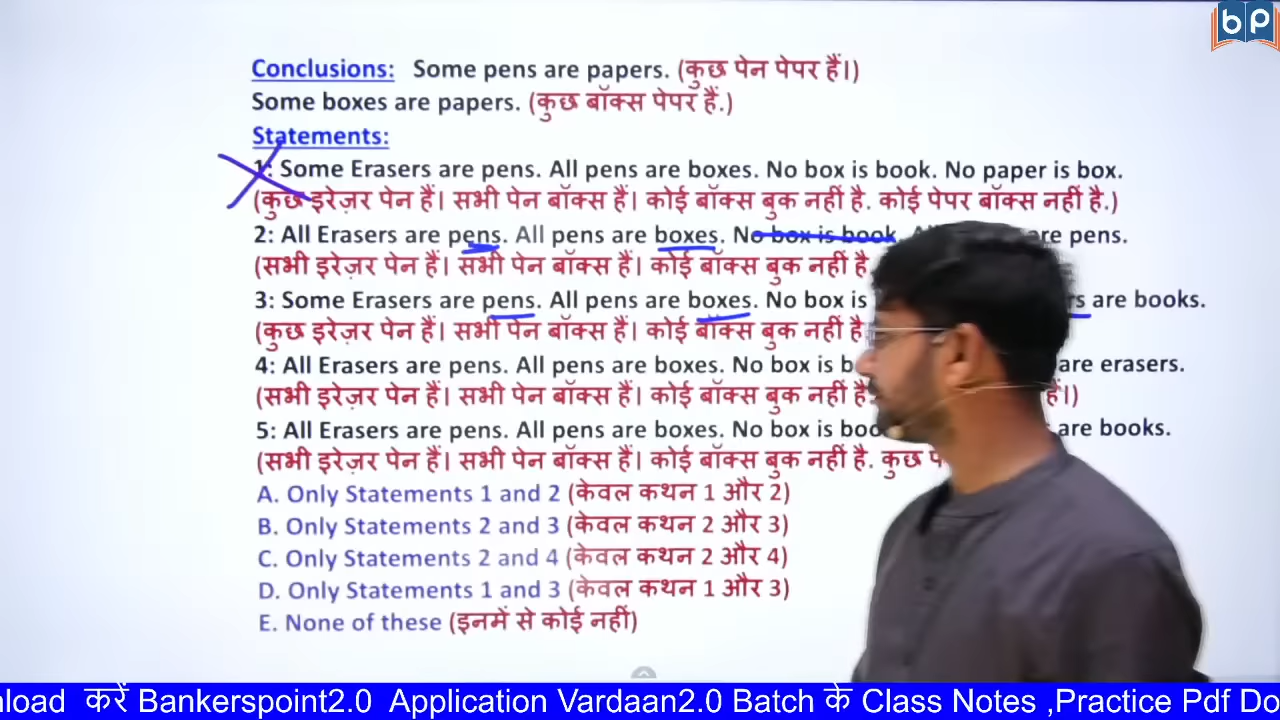 bp
Conclusions: Some pens are papers. (कुछ पेन पेपर हैं।)
Some boxes are papers. (कुछ बॉक्स पेपर हैं.)
Statements:
1: Some Erasers are pens. All pens are boxes. No box is book. No paper is box.
(कुछ इरेज़र पेन हैं। सभी पेन बॉक्स हैं। कोई बॉक्स बुक नहीं है. कोई पेपर बॉक्स नहीं है.)
2: All Erasers are pens. All pens are boxes. No box is book. are pens.
(सभी इरेज़र पेन हैं। सभी पेन बॉक्स हैं। कोई बॉक्स बुक नहीं है
3: Some Erasers are pens. All pens are boxes. No box is are books.
(कुछ इरेज़र पेन हैं। सभी पेन बॉक्स हैं। कोई बॉक्स बुक नहीं है
4: All Erasers are pens. All pens are boxes. No box is are erasers.
(सभी इरेज़र पेन हैं। सभी पेन बॉक्स हैं। कोई बॉक्स बुक नहीं है. हैं।)
5: All Erasers are pens. All pens are boxes. No box is are books.
(सभी इरेज़र पेन हैं। सभी पेन बॉक्स हैं। कोई बॉक्स बुक नहीं है. कुछ
A. Only Statements 1 and 2 (केवल कथन 1 और 2)
B. Only Statements 2 and 3 (केवल कथन 2 और 3)
C. Only Statements 2 and 4 (केवल कथन 2 और 4)
D. Only Statements 1 and 3 (केवल कथन 1 और 3)
E. None of these (इनमें से कोई नहीं)
nload करें Bankerspoint2.0 Application Vardaan2.0 Batch के Class Notes ,Practice Pdf Do